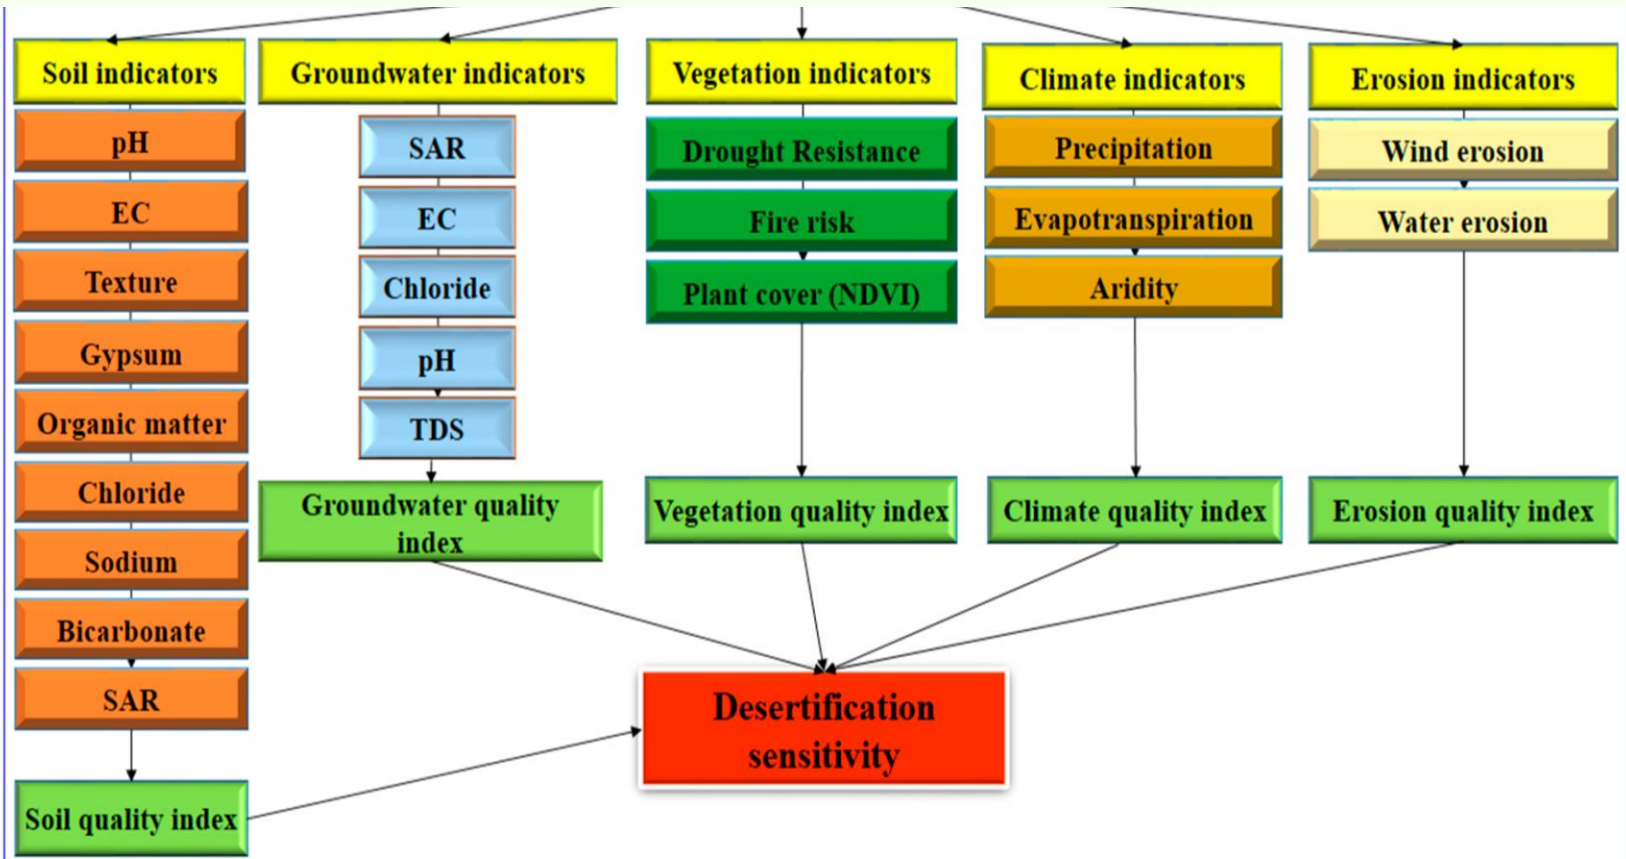 Soil indicators
pH
EC
Texture
Gypsum
Organic matter
Chloride
Sodium
Bicarbonate
SAR
Soil quality index
Groundwater indicators
SAR
EC
Chloride
pH
TDS
Groundwater quality
index
Vegetation indicators
Drought Resistance
Fire risk
Plant cover (NDVI)
Vegetation quality index
Climate indicators
Precipitation
Evapotranspiration
Aridity
Climate quality index
Erosion indicators
Wind erosion
Water erosion
Erosion quality index
Desertification
sensitivity